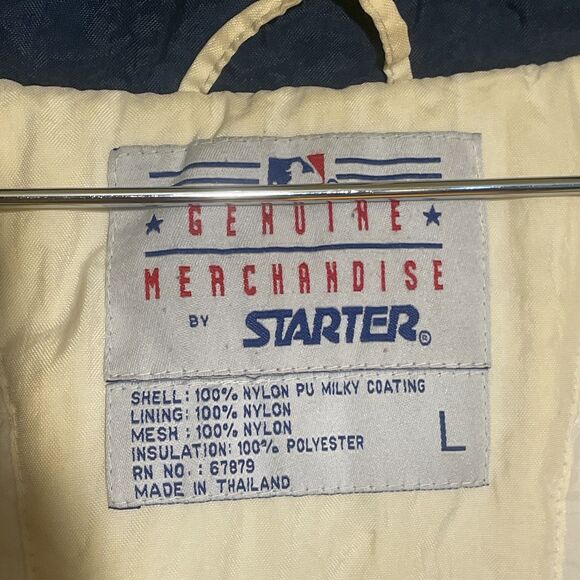 GENUINE
MERCHANDISE
BY STARTER®
SHELL: 100% NYLON PU MILKY COATING
LINING: 100% NYLON
MESH: 100% NYLON
INSULATION: 100% POLYESTER
RN NO.: 67879
MADE IN THAILAND
L